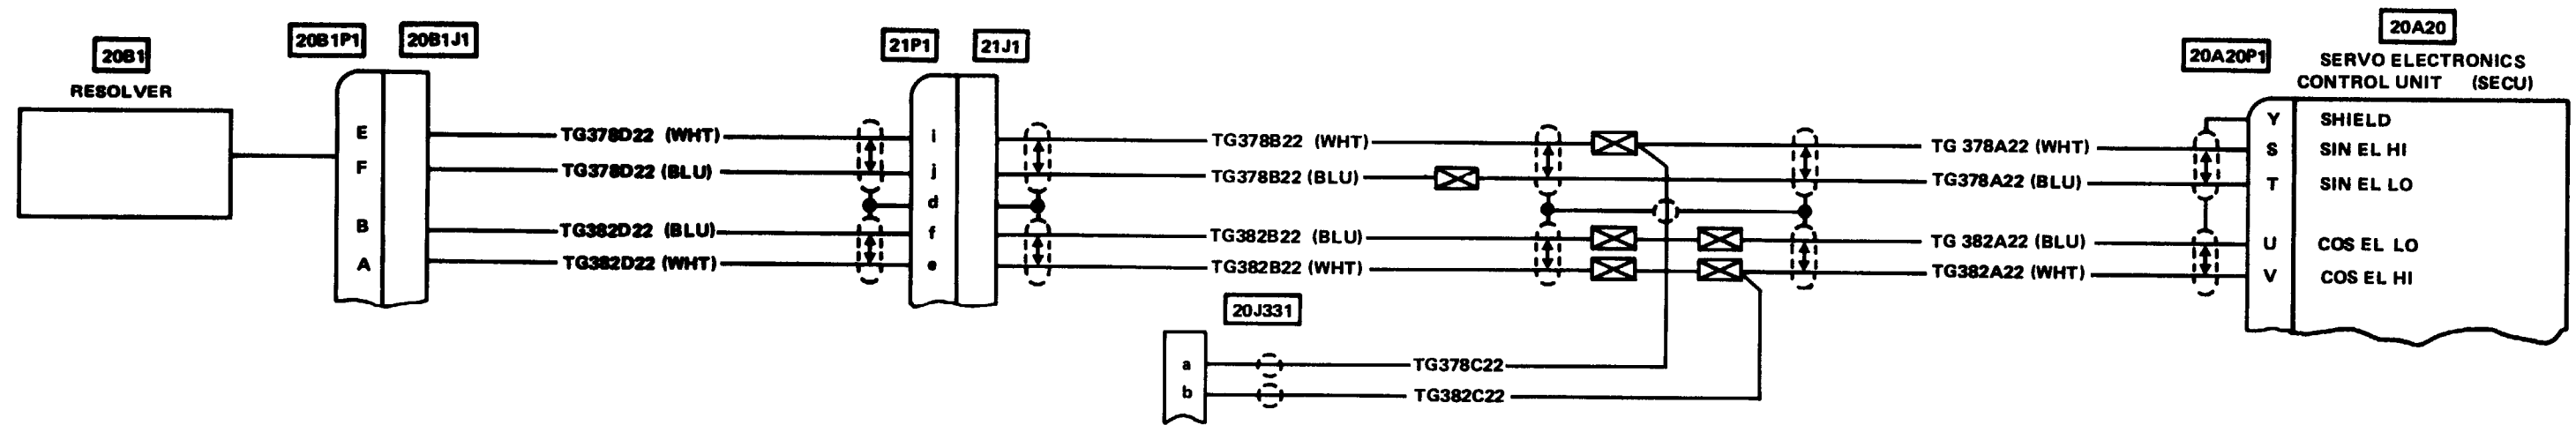 20B1
RESOLVER
20B1P1
20B1J1
21P1
21J1
20A20P1
20A20
SERVO ELECTRONICS
CONTROL UNIT (SECU)
E
TG378D22 (WHT)
i
TG378B22 (WHT)
TG 378A22 (WHT)
Y
SHIELD
S
SIN EL HI
F
TG378D22 (BLU)
j
TG378B22 (BLU)
TG378A22 (BLU)
T
SIN EL LO
d
B
TG382D22 (BLU)
f
TG382B22 (BLU)
TG 382A22 (BLU)
U
COS EL LO
A
TG382D22 (WHT)
e
TG382B22 (WHT)
TG382A22 (WHT)
V
COS EL HI
20J331
a
TG378C22
b
TG382C22